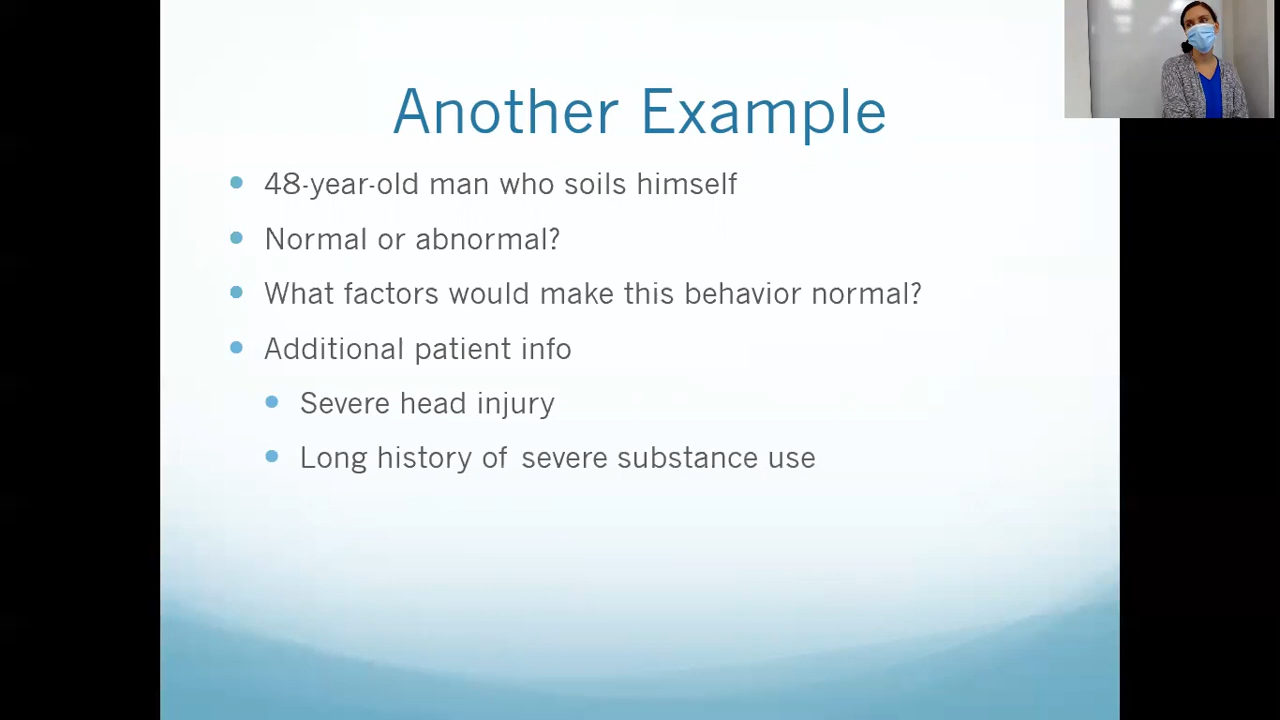 Another Example
48-year-old man who soils himself
Normal or abnormal?
What factors would make this behavior normal?
Additional patient info
Severe head injury
Long history of severe substance use